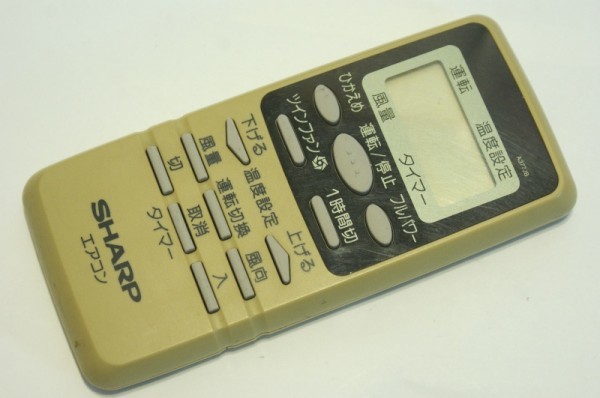 運転 温度設定
風量
タイマー
A377JB
ひかえめ 運転/停止 フルパワー
ツインファン 1時間切
下げる 温度設定 上げる
風量 運転切換 風向
切 取消 入
タイマー
SHARP
エアコン